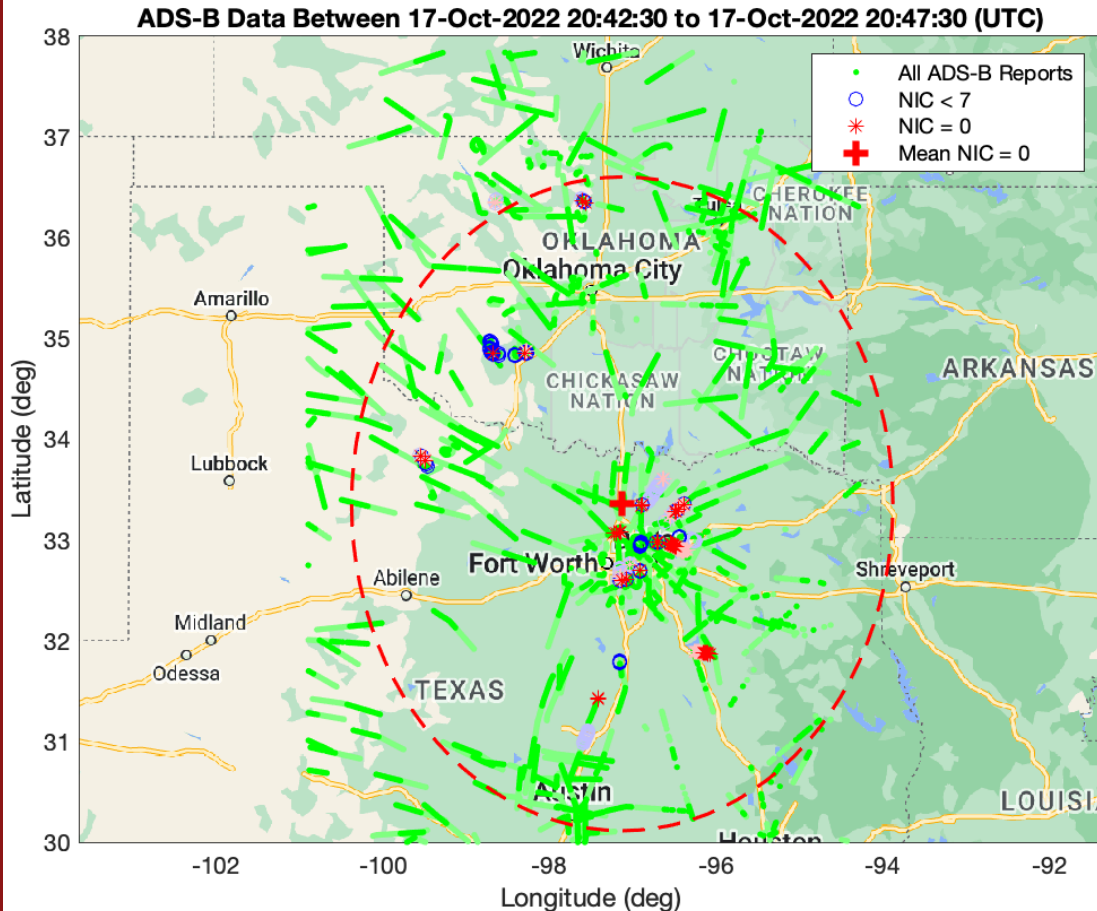 ADS-B Data Between 17-Oct-2022 20:42:30 to 17-Oct-2022 20:47:30 (UTC)
38
37
36
35
34
33
32
31
30
Latitude (deg)
-102
-100
-98
-96
-94
-92
Longitude (deg)
All ADS-B Reports
NIC < 7
NIC = 0
Mean NIC = 0
Wichita
CHEROKEE
NATION
Tulsa
OKLAHOMA
Oklahoma City
Amarillo
CHOCTAW
NATION
ARKANSAS
CHICKASAW
NATION
Lubbock
Fort Worth
Shreveport
Abilene
Midland
Odessa
TEXAS
Austin
LOUISI
Houston